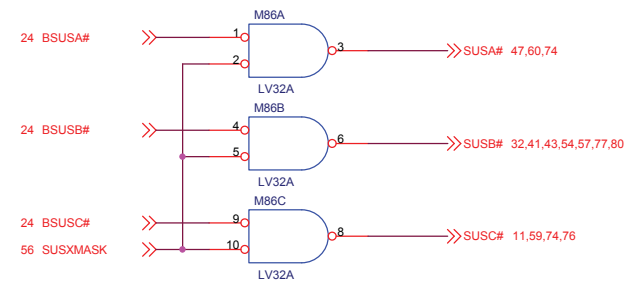 M86A
24 BSUSA#
1
2
3
SUSA# 47,60,74
LV32A
M86B
24 BSUSB#
4
5
6
SUSB# 32,41,43,54,57,77,80
LV32A
M86C
24 BSUSC#
9
56 SUSXMASK
10
8
SUSC# 11,59,74,76
LV32A